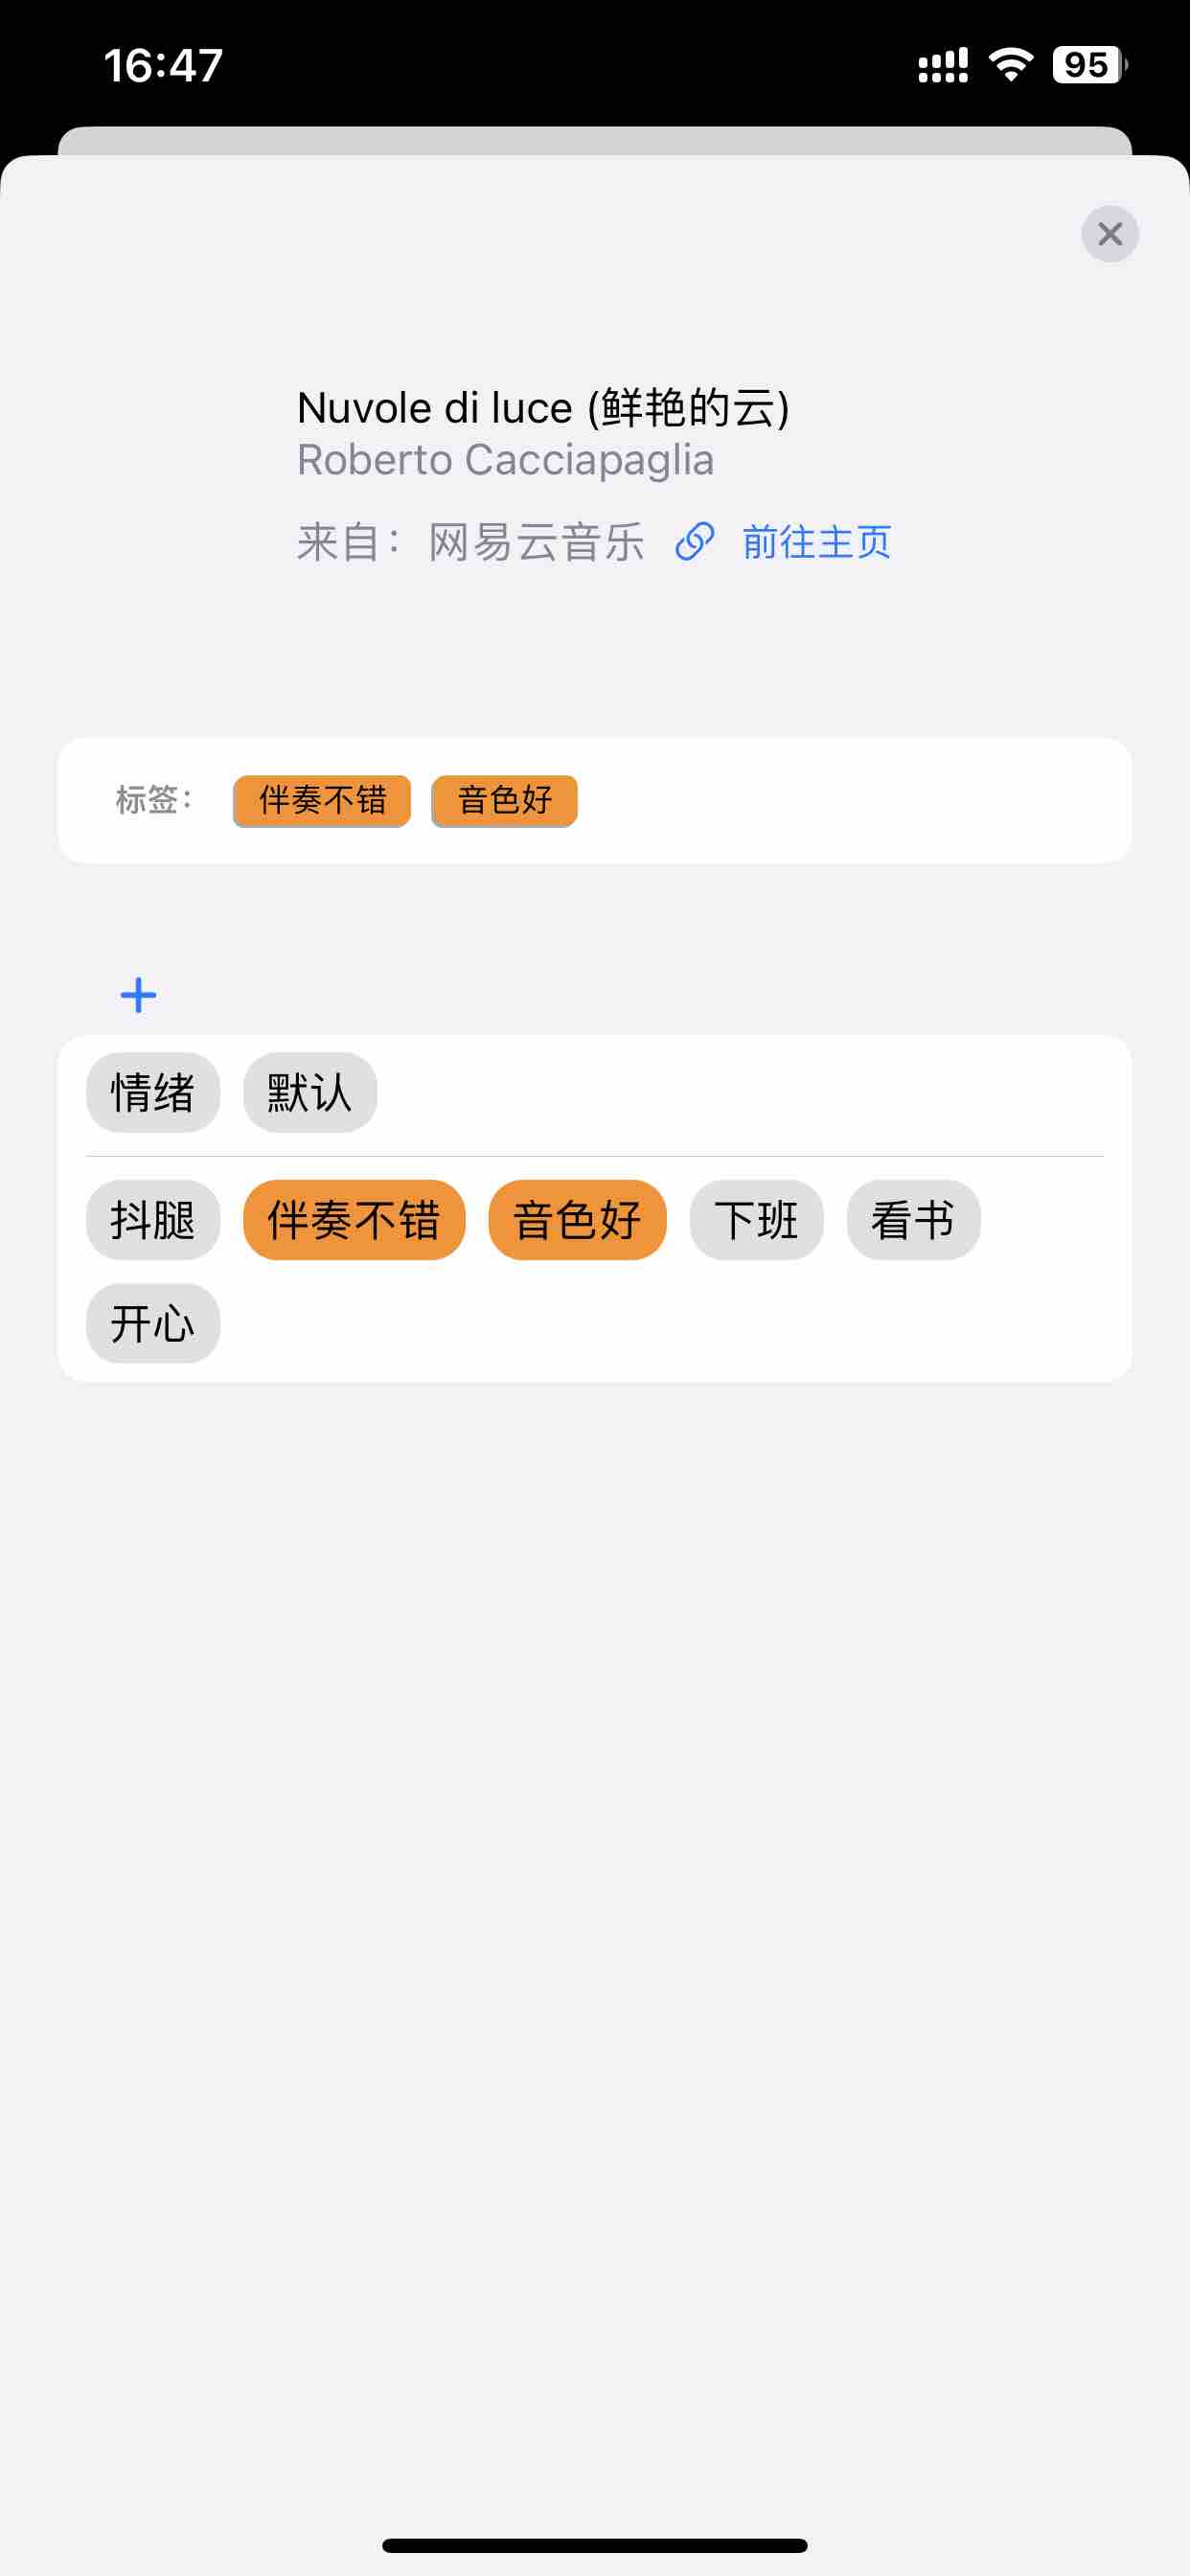 16:47
95
Nuvole di luce (鲜艳的云)
Roberto Cacciapaglia
来自： 网易云音乐 前往主页
标签： 伴奏不错 音色好
情绪 默认
抖腿 伴奏不错 音色好 下班 看书
开心